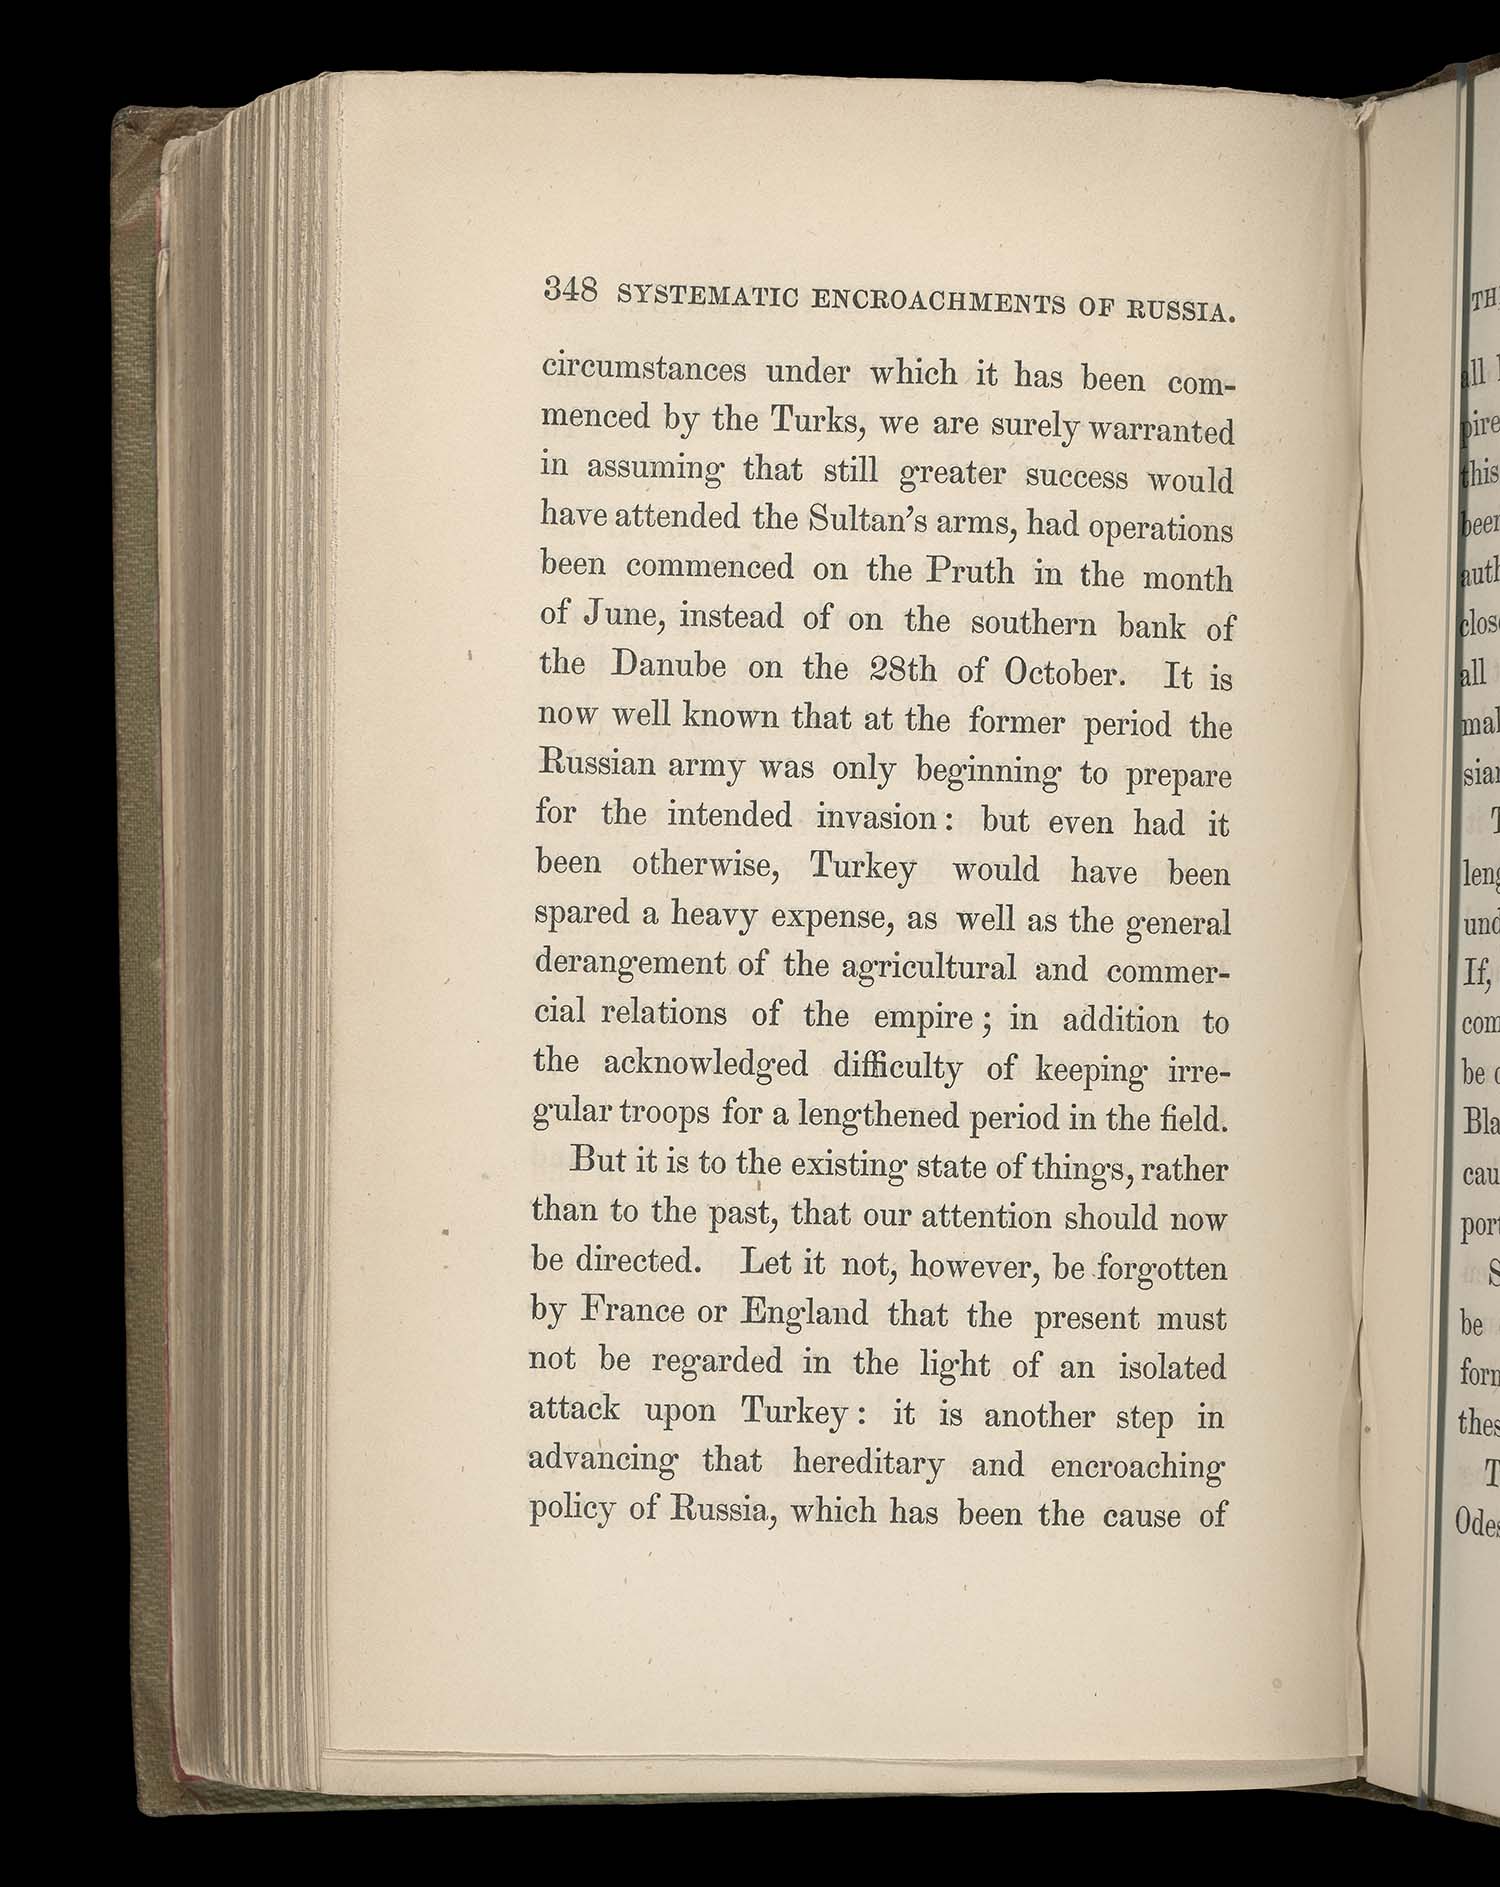 348 SYSTEMATIC ENCROACHMENTS OF RUSSIA.
circumstances under which it has been com-
menced by the Turks, we are surely warranted
in assuming that still greater success would
have attended the Sultan's arms, had operations
been commenced on the Pruth in the month
of June, instead of on the southern bank of
the Danube on the 28th of October. It is
now well known that at the former period the
Russian army was only beginning to prepare
for the intended invasion: but even had it
been otherwise, Turkey would have been
spared a heavy expense, as well as the general
derangement of the agricultural and commer-
cial relations of the empire; in addition to
the acknowledged difficulty of keeping irre-
gular troops for a lengthened period in the field.
But it is to the existing state of things, rather
than to the past, that our attention should now
be directed. Let it not, however, be forgotten
by France or England that the present must
not be regarded in the light of an isolated
attack upon Turkey: it is another step in
advancing that hereditary and encroaching
policy of Russia, which has been the cause of
all
this
If,
be
be